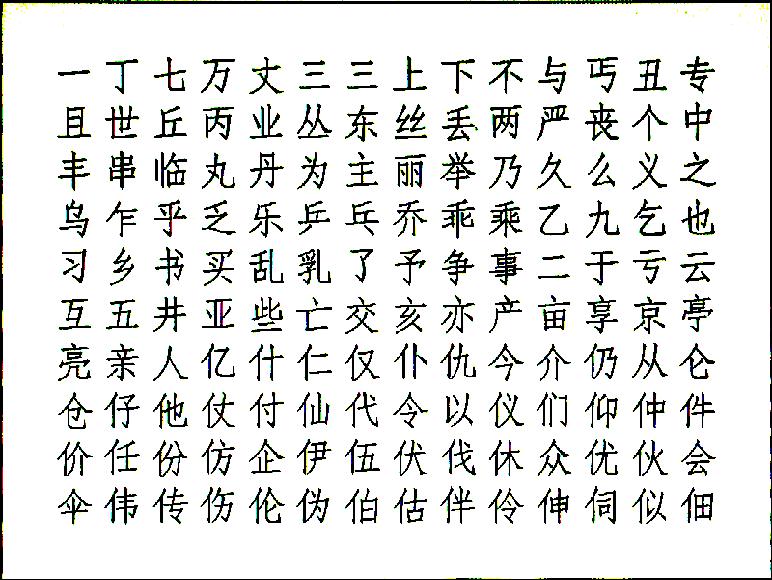 一丁七万丈三三上下不与丐丑专
且世丘丙业丛东丝丢两严丧个中
丰串临丸丹为主丽举乃久么义之
乌乍乎乏乐乒乓乔乖乘乙九乞也
习乡书买乱乳了予争事二于亏云
互五井亚些亡交亥亦产亩享京亭
亮亲人亿什仁仅仆仇今介仍从仑
仓仔他仗付仙代令以仪们仰仲件
价任份仿企伊伍伏伐休众优伙会
伞伟传伤伦伪伯估伴伶伸伺似佃